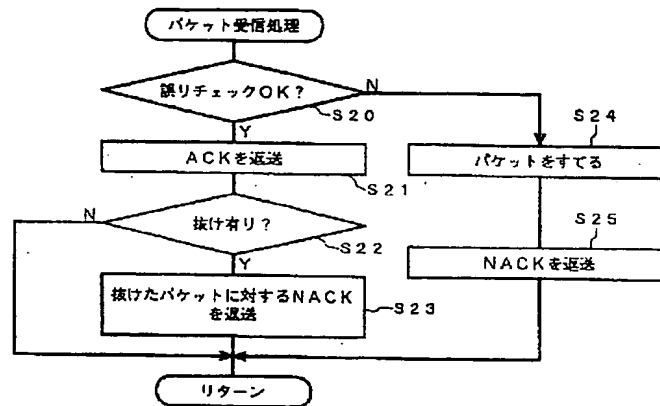 パケット受信処理
誤りチェックOK？
N
S20
Y
S24
ACKを返送
S21
パケットをすてる
N
抜け有り？
S22
Y
S25
NACKを返送
抜けたパケットに対するNACK
を返送
S23
リターン